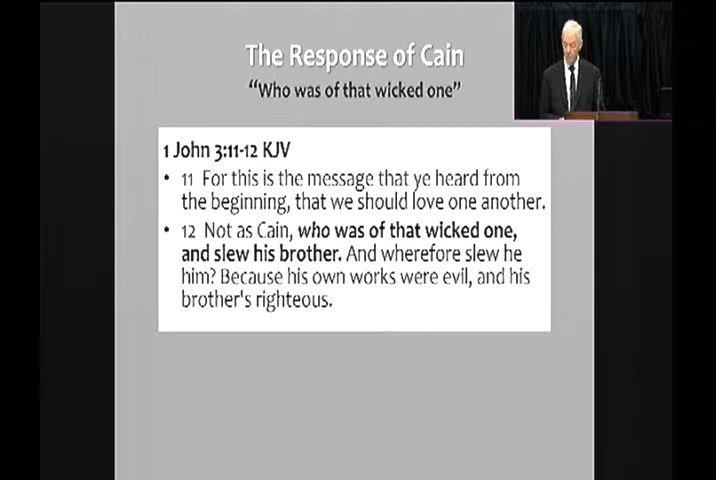 The Response of Cain
“Who was of that wicked one”
1 John 3:11-12 KJV
• 11 For this is the message that ye heard from
the beginning, that we should love one another.
• 12 Not as Cain, who was of that wicked one,
and slew his brother. And wherefore slew he
him? Because his own works were evil, and his
brother's righteous.